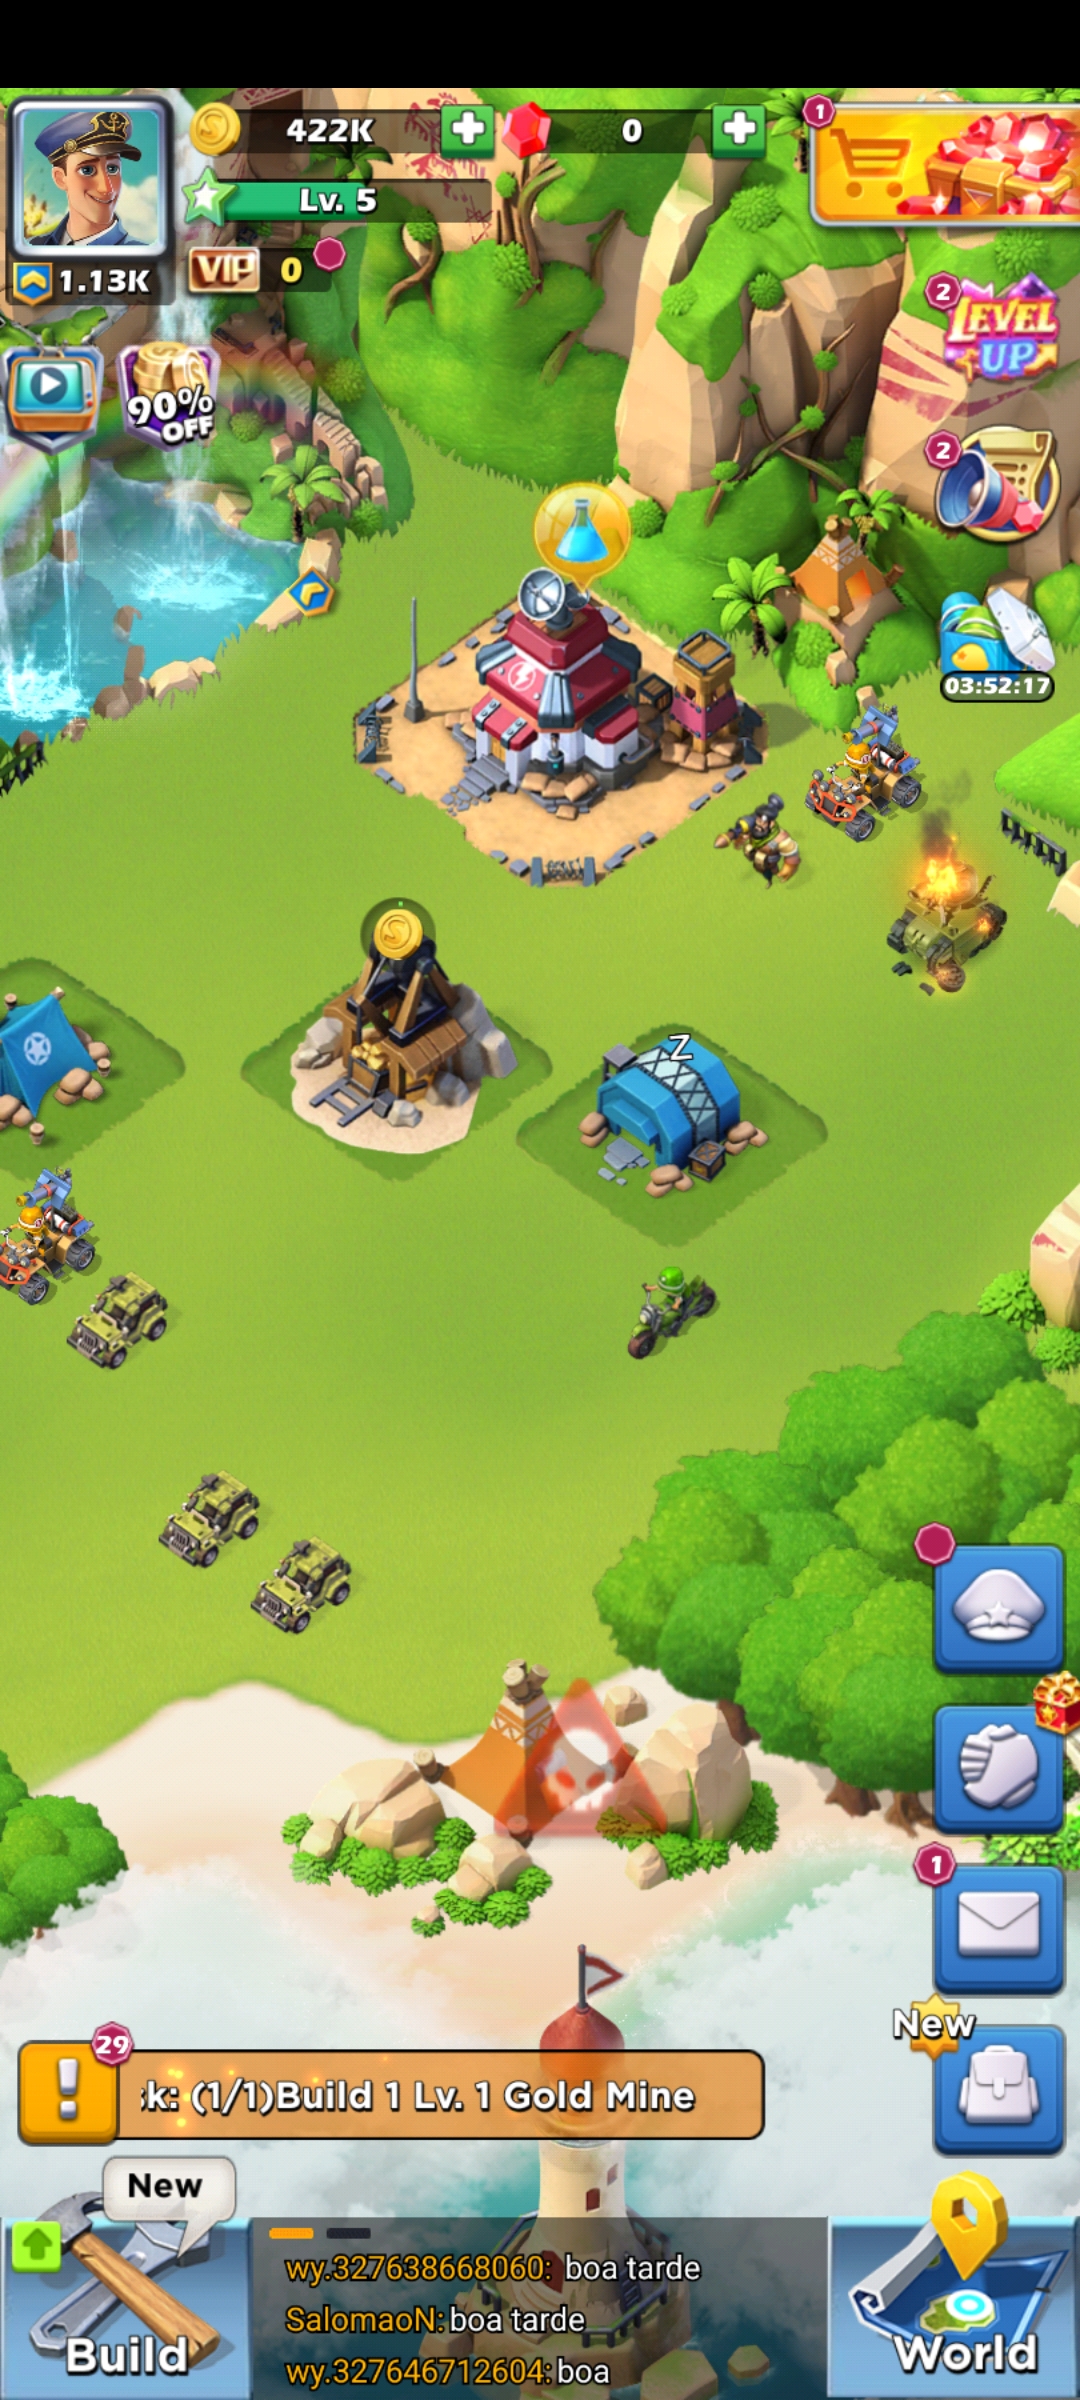 422K
0
1
Lv. 5
1.13K
VIP 0
2
LEVEL UP
90% OFF
2
03:52:17
Z
1
New
29
sk: (1/1)Build 1 Lv. 1 Gold Mine
New
wy.327638668060: boa tarde
SalomaoN: boa tarde
wy.327646712604: boa
Build
World